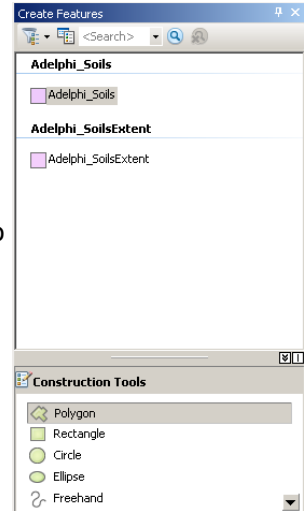 Create Features
<Search>
Adelphi_Soils
Adelphi_Soils
Adelphi_SoilsExtent
Adelphi_SoilsExtent
Construction Tools
Polygon
Rectangle
Circle
Ellipse
Freehand